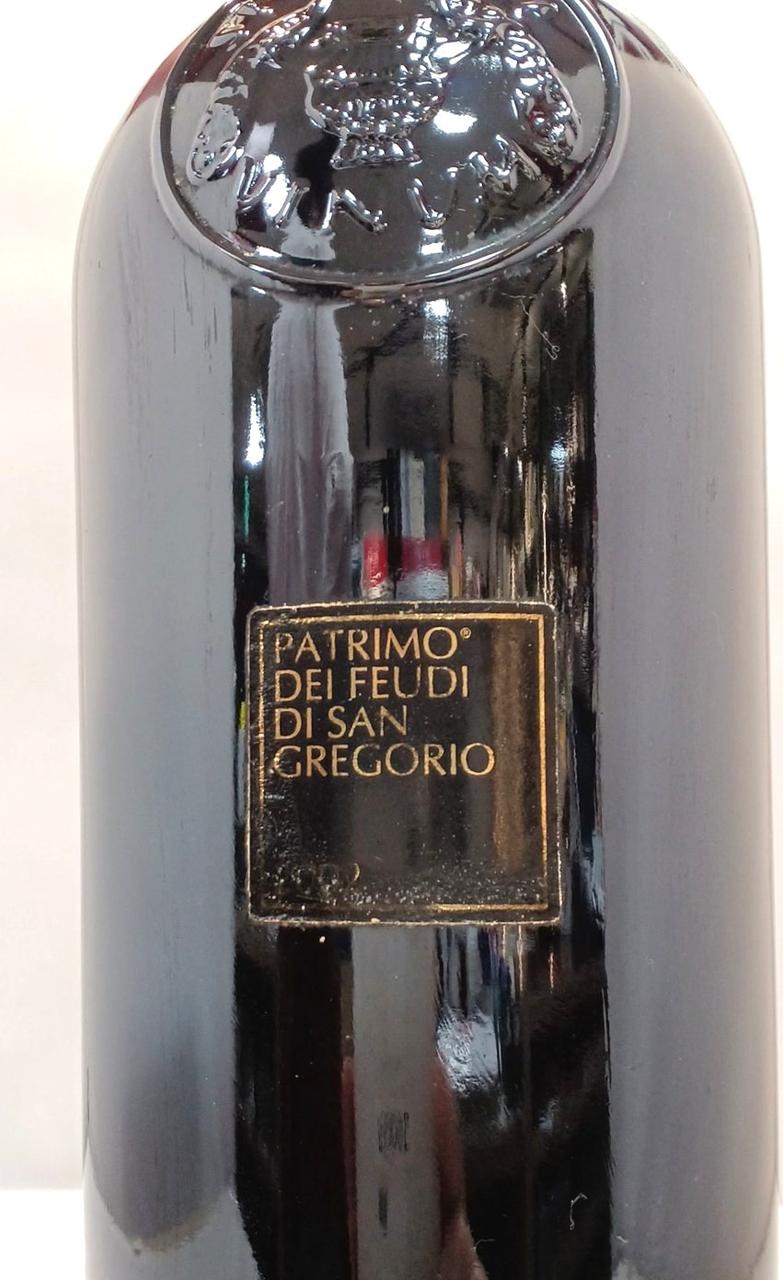 PATRIMO®
DEI FEUDI
DI SAN
GREGORIO